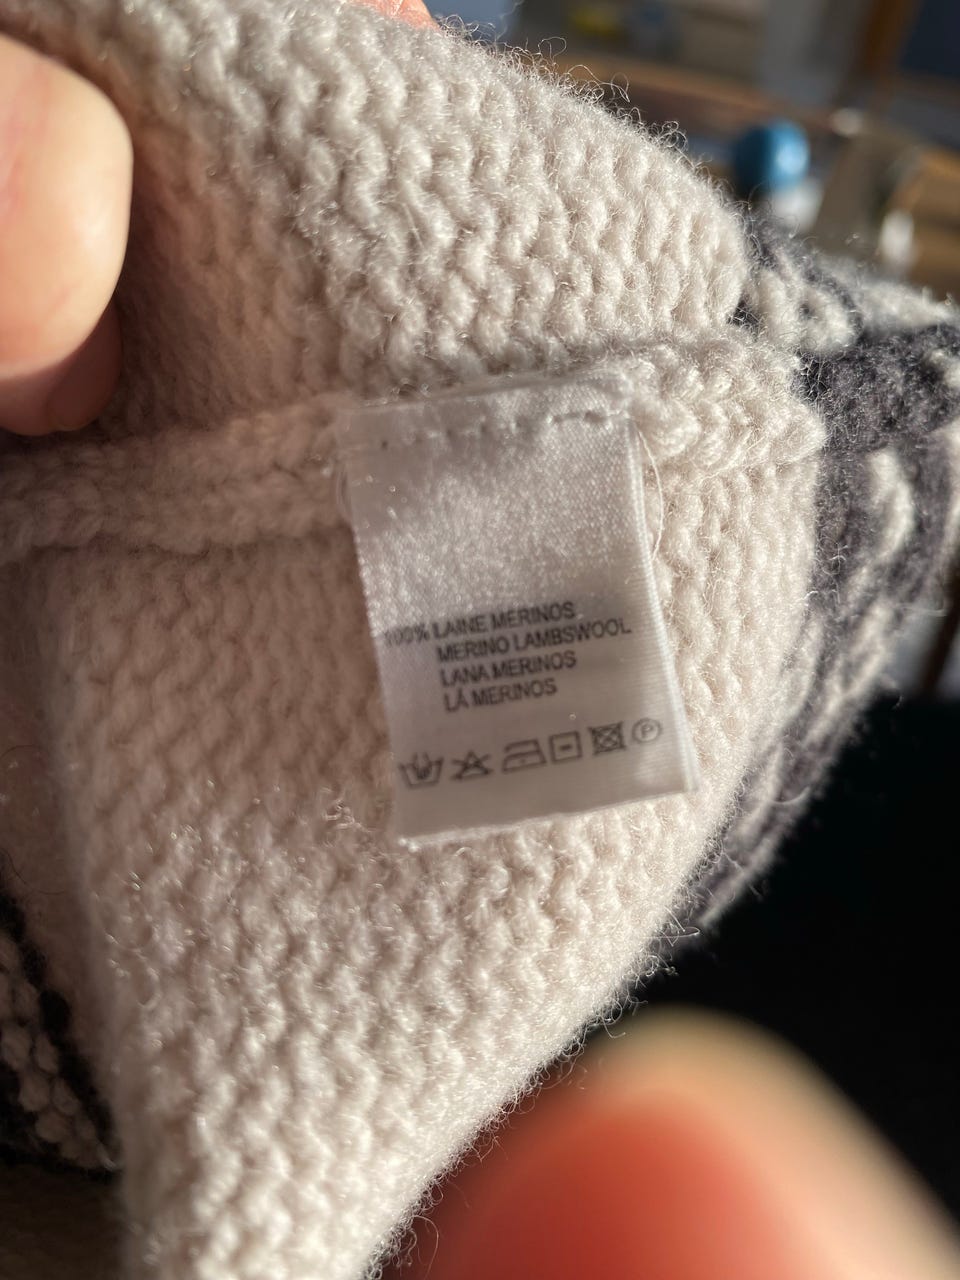 100% LAINE MERINOS
MERINO LAMBSWOOL
LANA MERINOS
LÃ MERINOS
P